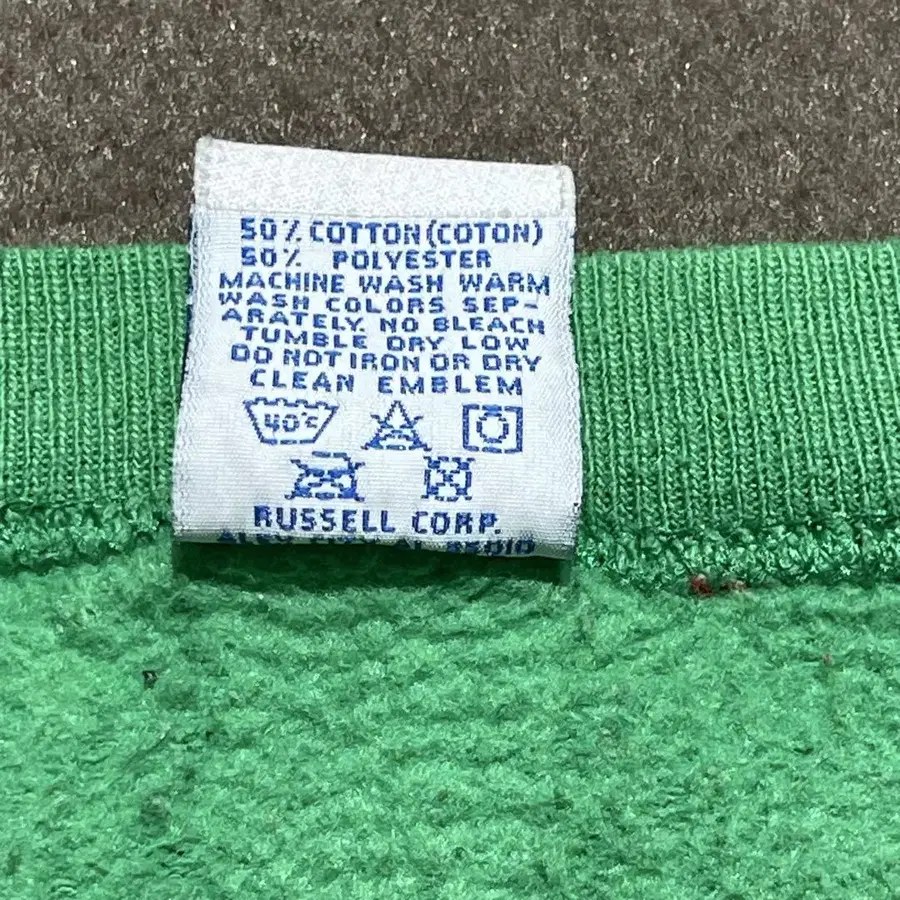 50% COTTON (COTON)
50% POLYESTER
MACHINE WASH WARM
WASH COLORS SEP-
ARATELY. NO BLEACH
TUMBLE DRY LOW
DO NOT IRON OR DRY
CLEAN EMBLEM
40°C
RUSSELL CORP.